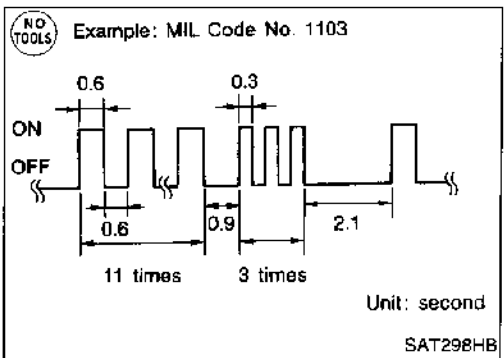 NO TOOLS
Example: MIL Code No. 1103
0.6
0.3
ON
OFF
0.6
0.9
2.1
11 times
3 times
Unit: second
SAT298HB